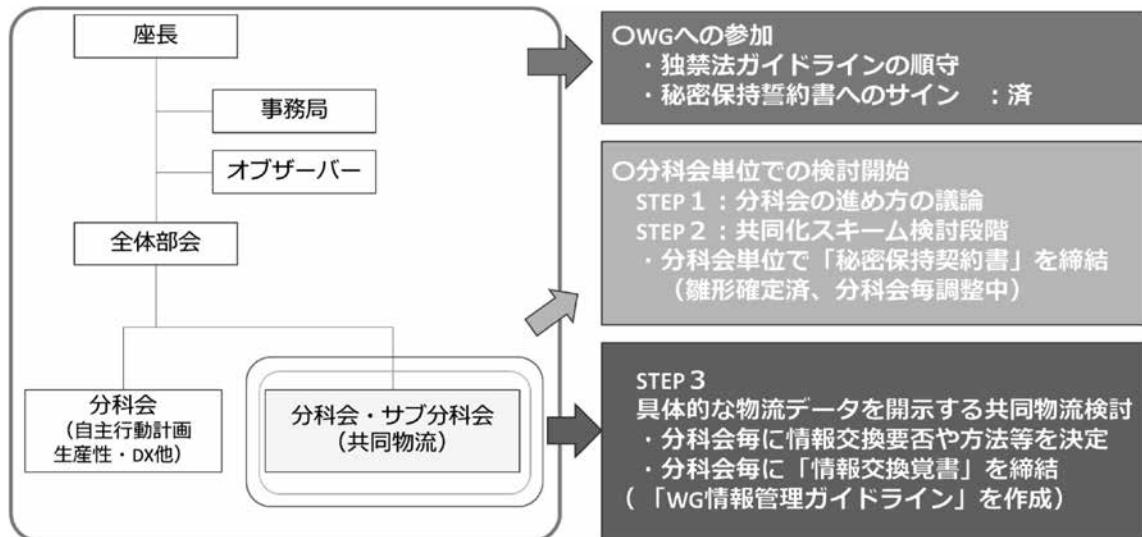 座長
事務局
オブザーバー
全体部会
分科会
(自主行動計画
生産性・DX他)
分科会・サブ分科会
(共同物流)
〇WGへの参加
・独禁法ガイドラインの順守
・秘密保持誓約書へのサイン ：済
〇分科会単位での検討開始
STEP１：分科会の進め方の議論
STEP２：共同化スキーム検討段階
・分科会単位で「秘密保持契約書」を締結
（雛形確定済、分科会毎調整中）
STEP３
具体的な物流データを開示する共同物流検討
・分科会毎に情報交換要否や方法等を決定
・分科会毎に「情報交換覚書」を締結
（「WG情報管理ガイドライン」を作成）